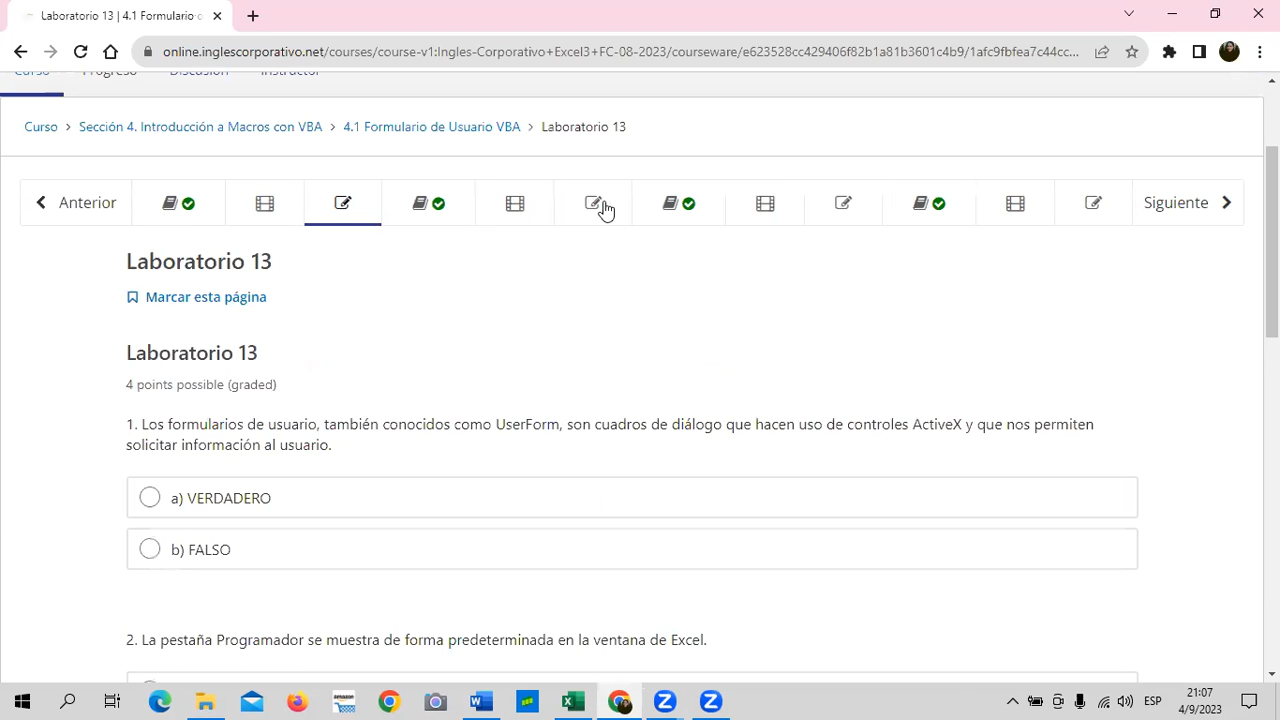 Laboratorio 13 | 4.1 Formulario
online.inglescorporativo.net/courses/course-v1:Ingles-Corporativo+Excel3+FC-08-2023/courseware/e623528cc429406f82b1a81b3601c4b9/1afc9fbfea7c44cc...
Curso Progreso Discusión Instructor
Curso > Sección 4. Introducción a Macros con VBA > 4.1 Formulario de Usuario VBA > Laboratorio 13
Anterior Siguiente
Laboratorio 13
Marcar esta página
Laboratorio 13
4 points possible (graded)
1. Los formularios de usuario, también conocidos como UserForm, son cuadros de diálogo que hacen uso de controles ActiveX y que nos permiten
solicitar información al usuario.
a) VERDADERO
b) FALSO
2. La pestaña Programador se muestra de forma predeterminada en la ventana de Excel.
amazon
ESP
21:07
4/9/2023